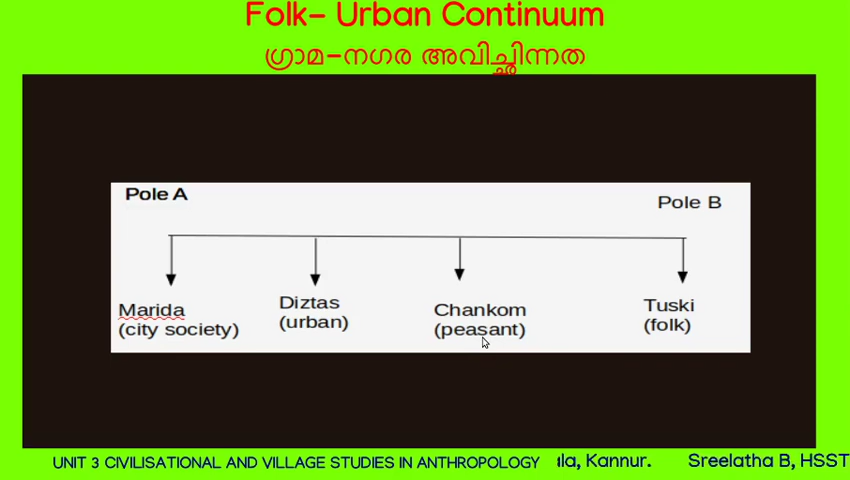 Folk- Urban Continuum
ഗ്രാമ-നഗര അവിച്ഛിന്നത
Pole A
Pole B
Marida
(city society)
Diztas
(urban)
Chankom
(peasant)
Tuski
(folk)
UNIT 3 CIVILISATIONAL AND VILLAGE STUDIES IN ANTHROPOLOGY
Kannur. Sreelatha B, HSST